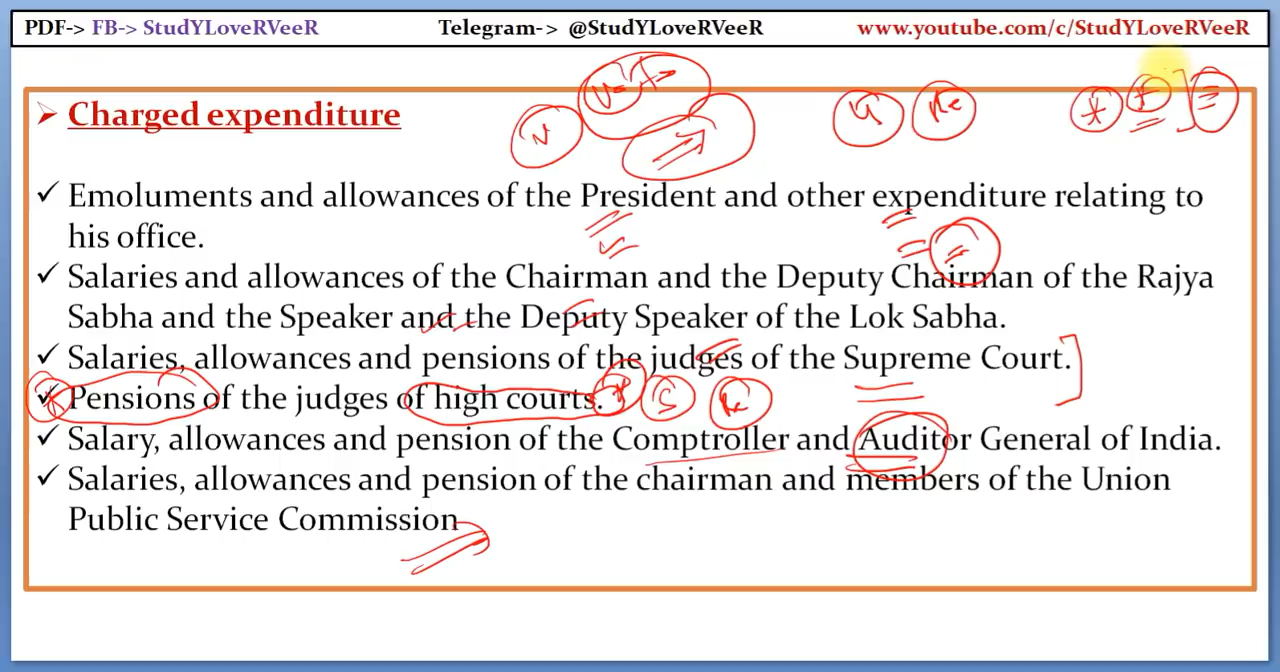 PDF-> FB-> StudYLoveRVeeR Telegram-> @StudYLoveRVeeR www.youtube.com/c/StudYLoveRVeeR
Charged expenditure
✓ Emoluments and allowances of the President and other expenditure relating to
his office.
✓ Salaries and allowances of the Chairman and the Deputy Chairman of the Rajya
Sabha and the Speaker and the Deputy Speaker of the Lok Sabha.
✓ Salaries, allowances and pensions of the judges of the Supreme Court.
✓ Pensions of the judges of high courts.
✓ Salary, allowances and pension of the Comptroller and Auditor General of India.
✓ Salaries, allowances and pension of the chairman and members of the Union
Public Service Commission